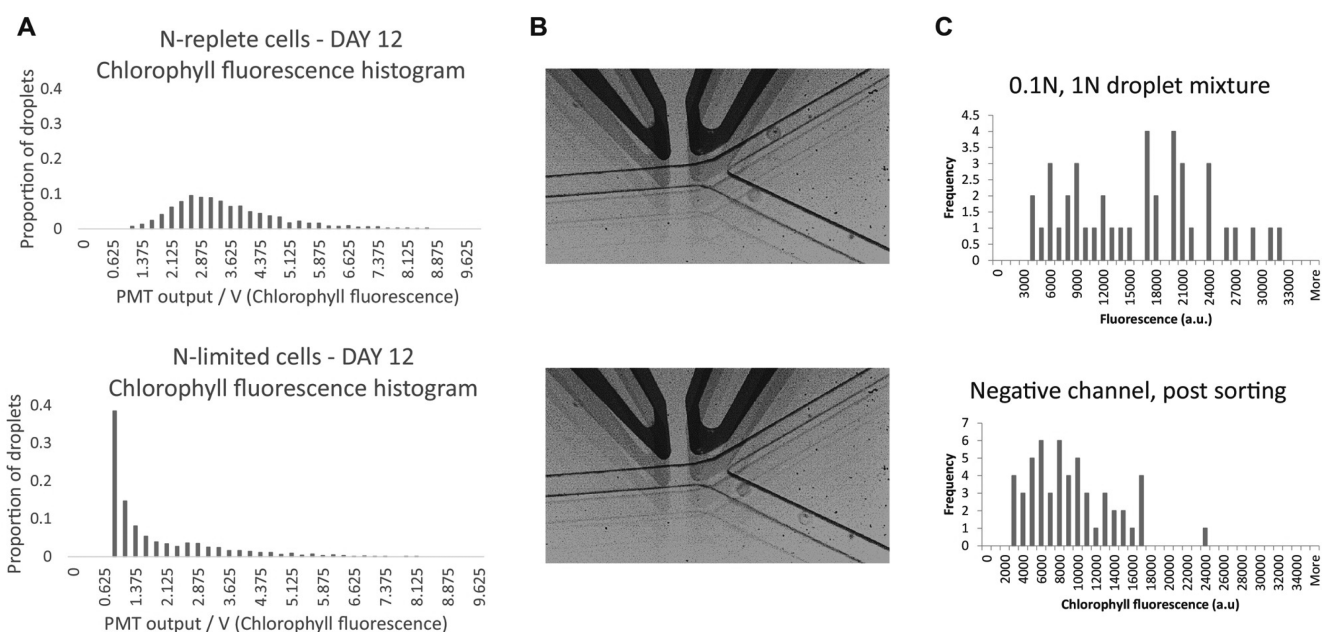 A
N-replete cells - DAY 12
Chlorophyll fluorescence histogram
Proportion of droplets
0.4
0.3
0.2
0.1
0
0 0.625 1.375 2.125 2.875 3.625 4.375 5.125 5.875 6.625 7.375 8.125 8.875 9.625
PMT output / V (Chlorophyll fluorescence)
N-limited cells - DAY 12
Chlorophyll fluorescence histogram
Proportion of droplets
0.4
0.3
0.2
0.1
0
0 0.625 1.375 2.125 2.875 3.625 4.375 5.125 5.875 6.625 7.375 8.125 8.875 9.625
PMT output / V (Chlorophyll fluorescence)
B
C
0.1N, 1N droplet mixture
Frequency
4.5
4
3.5
3
2.5
2
1.5
1
0.5
0
0 3000 6000 9000 12000 15000 18000 21000 24000 27000 30000 33000 More
Fluorescence (a.u.)
Negative channel, post sorting
Frequency
7
6
5
4
3
2
1
0
0 2000 4000 6000 8000 10000 12000 14000 16000 18000 20000 22000 24000 26000 28000 30000 32000 34000 More
Chlorophyll fluorescence (a.u)